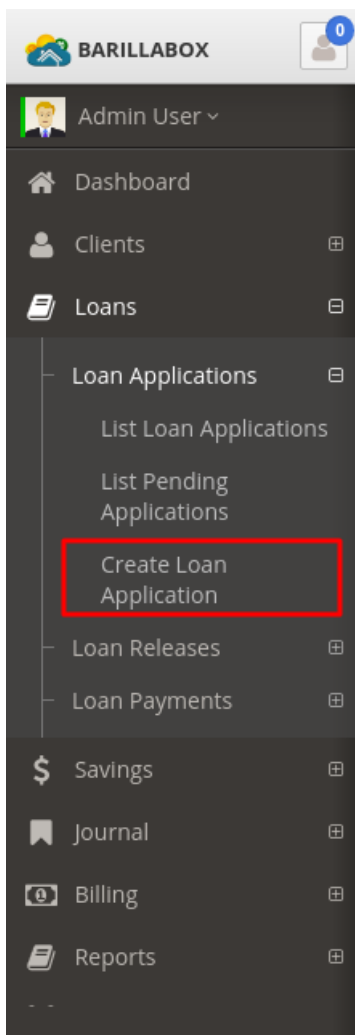 BARILLABOX
0
Admin User
Dashboard
Clients
Loans
Loan Applications
List Loan Applications
List Pending
Applications
Create Loan
Application
Loan Releases
Loan Payments
$ Savings
Journal
Billing
Reports